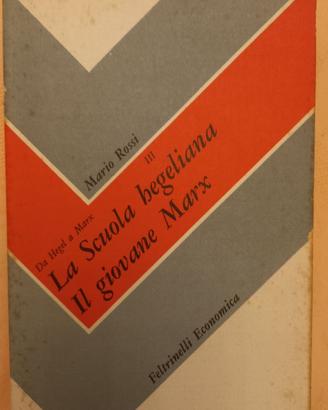 Mario Rossi
III
Da Hegel a Marx
La Scuola hegeliana
Il giovane Marx
Feltrinelli Economica